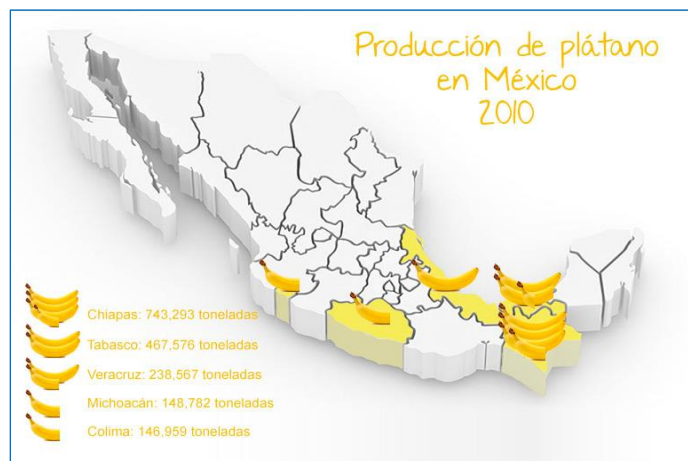 Producción de plátano
en México
2010
Chiapas: 743,293 toneladas
Tabasco: 467,576 toneladas
Veracruz: 238,567 toneladas
Michoacán: 148,782 toneladas
Colima: 146,959 toneladas